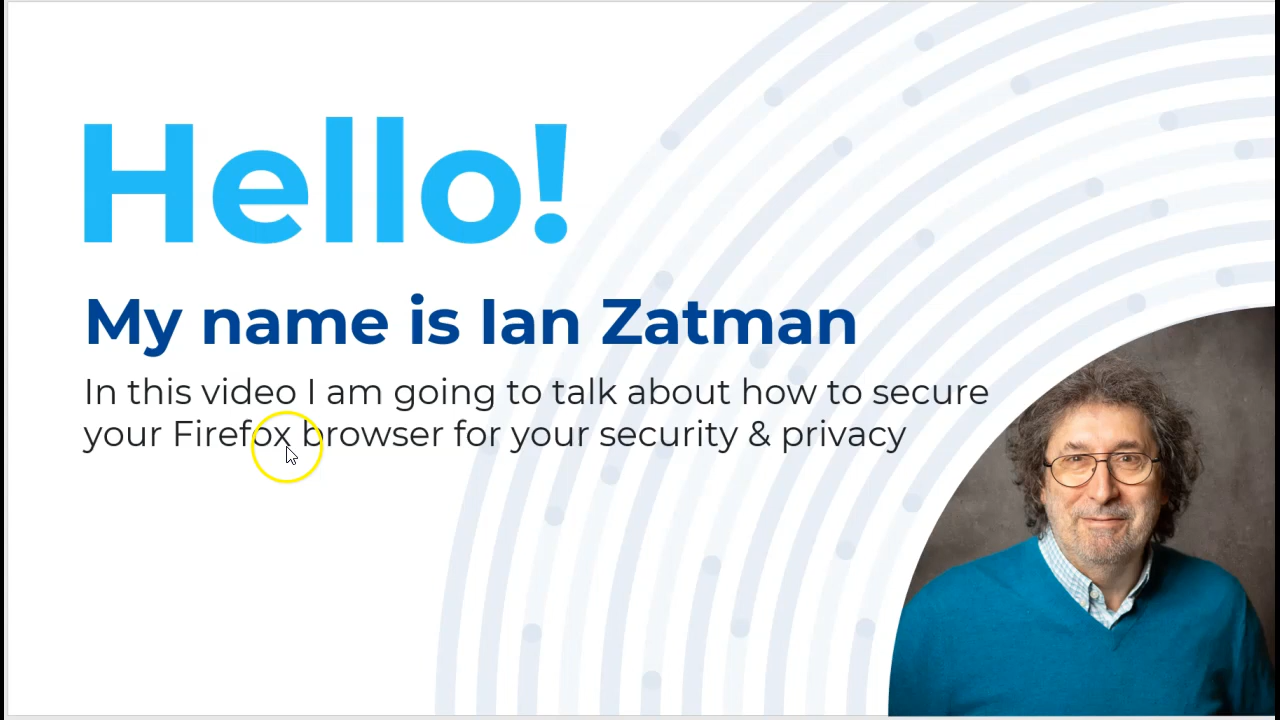 Hello!
My name is Ian Zatman
In this video I am going to talk about how to secure
your Firefox browser for your security & privacy